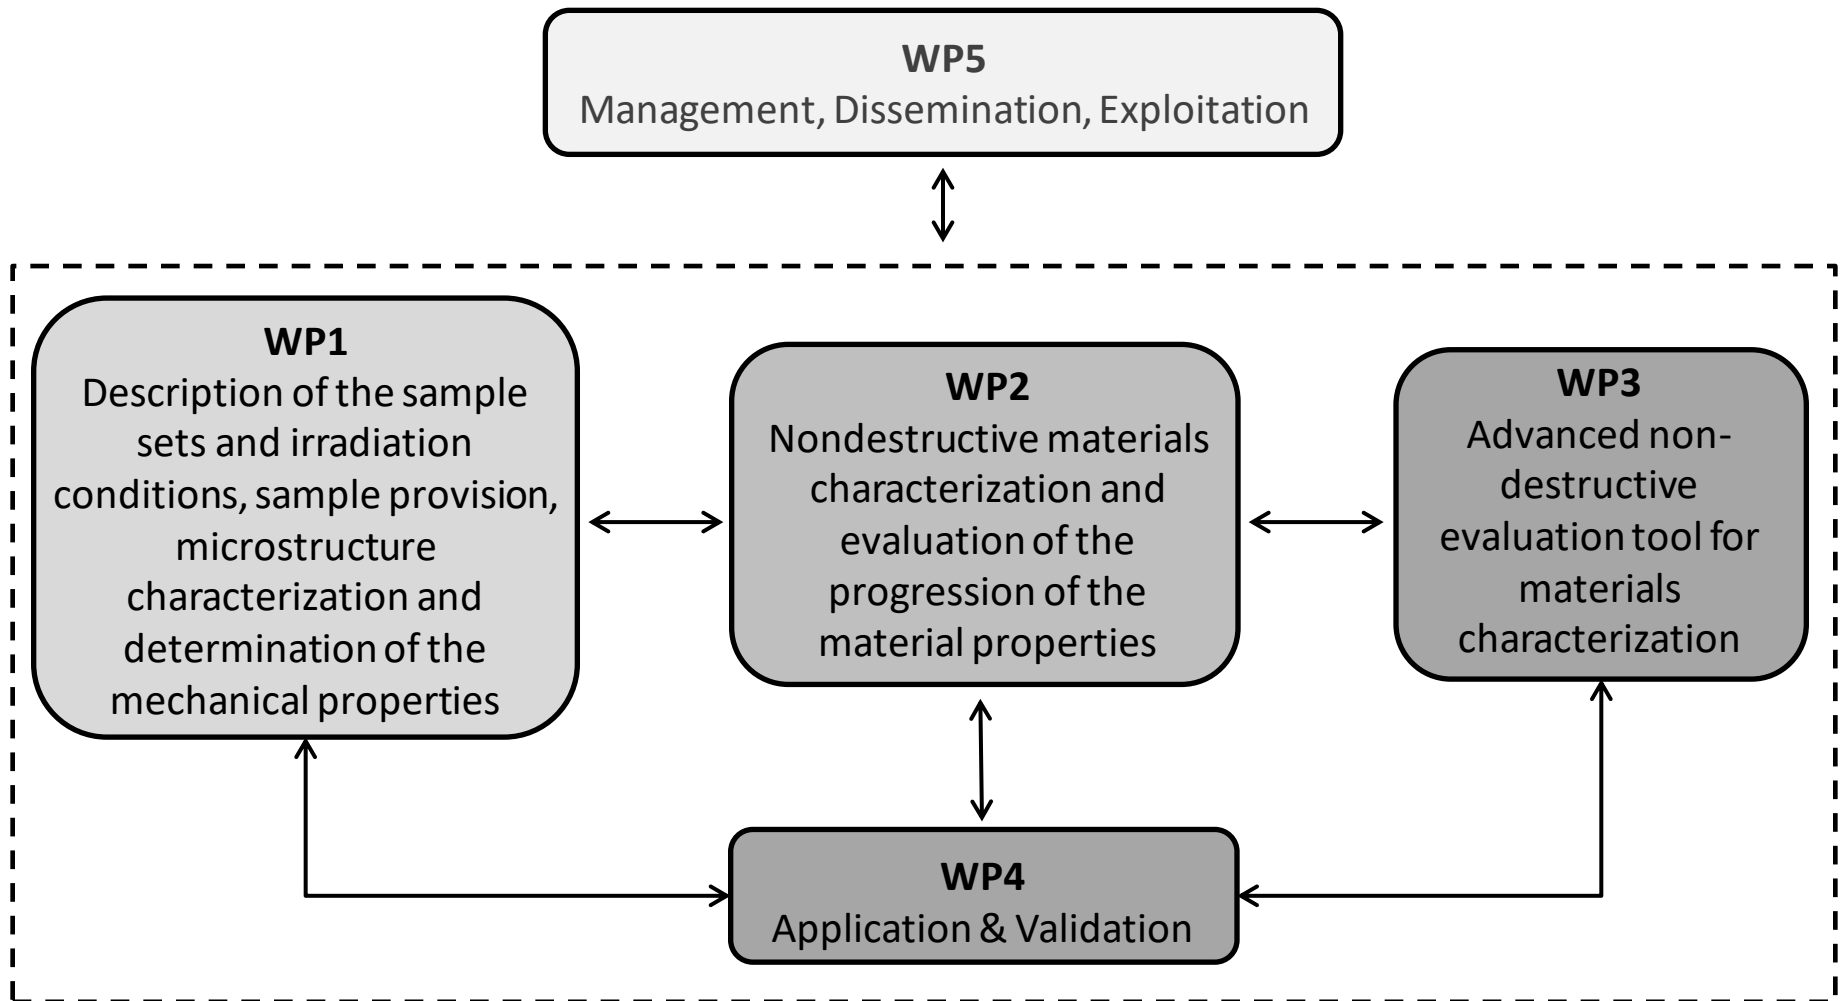 WP5
Management, Dissemination, Exploitation
WP1
Description of the sample
sets and irradiation
conditions, sample provision,
microstructure
characterization and
determination of the
mechanical properties
WP2
Nondestructive materials
characterization and
evaluation of the
progression of the
material properties
WP3
Advanced non-
destructive
evaluation tool for
materials
characterization
WP4
Application & Validation